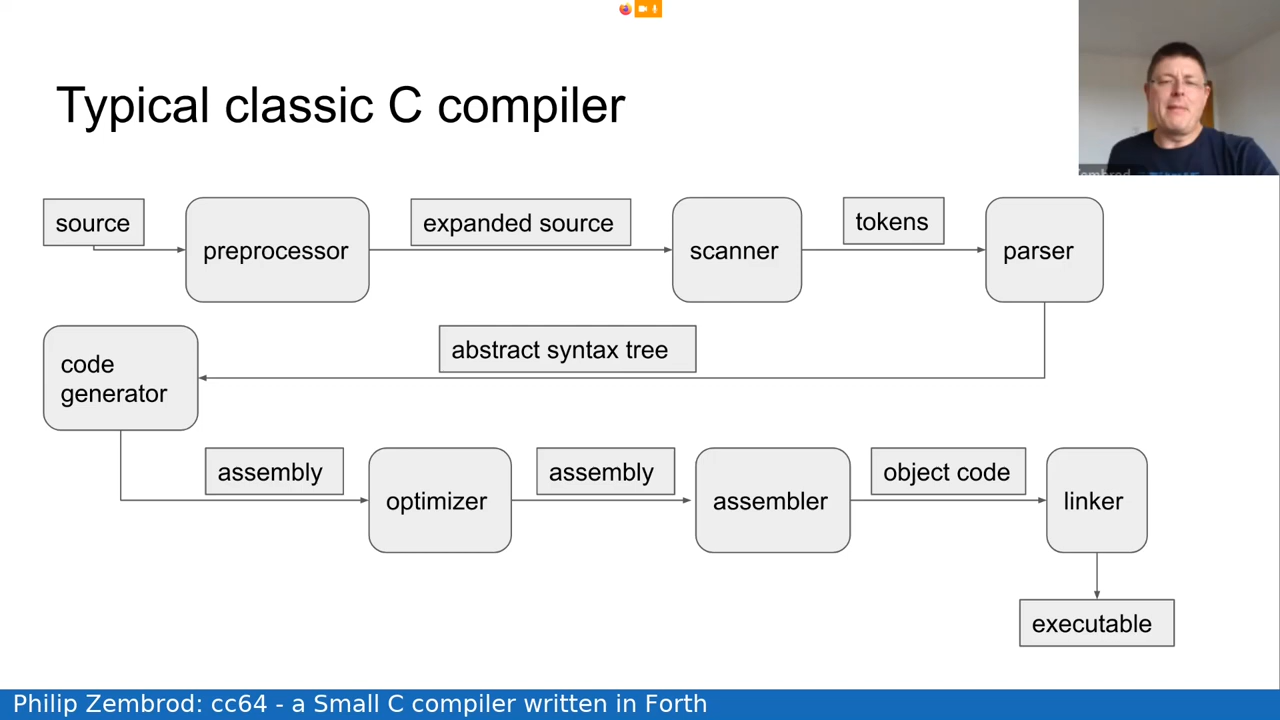 Typical classic C compiler
source
preprocessor
expanded source
scanner
tokens
parser
abstract syntax tree
code
generator
assembly
optimizer
assembly
assembler
object code
linker
executable
Philip Zembrod: cc64 - a Small C compiler written in Forth